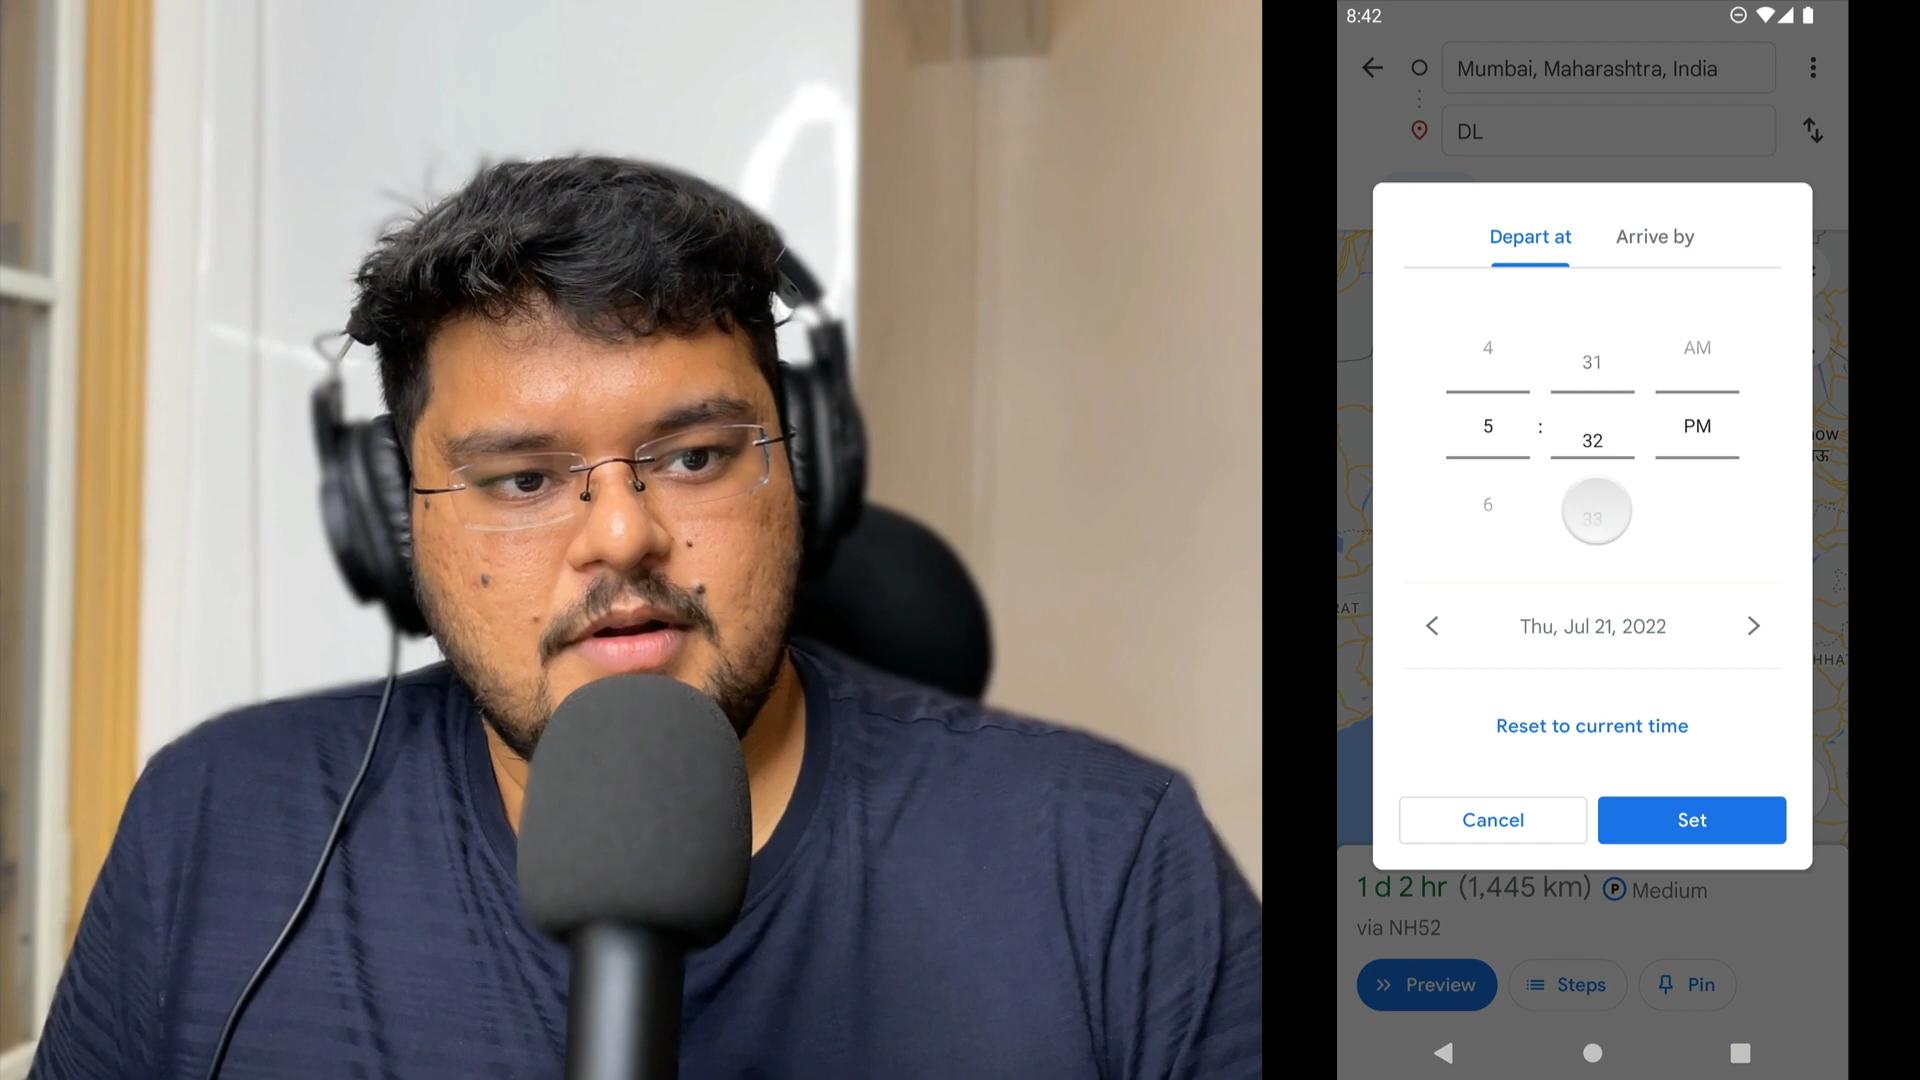 8:42
Mumbai, Maharashtra, India
DL
Depart at Arrive by
4 31 AM
5 : 32 PM
6 33
Thu, Jul 21, 2022
Reset to current time
Cancel Set
1 d 2 hr (1,445 km) P Medium
via NH52
Preview Steps Pin